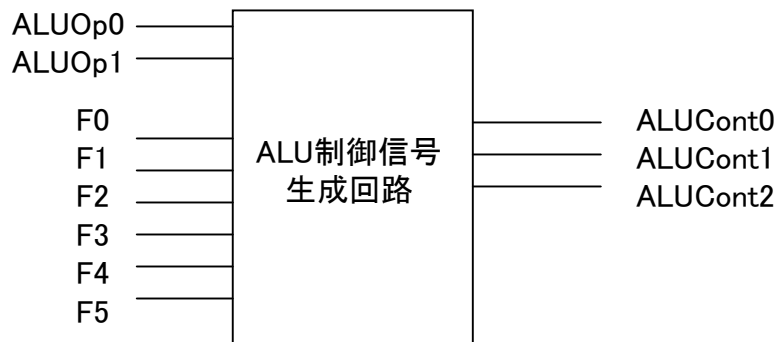 ALUOp0
ALUOp1
F0
F1
F2
F3
F4
F5
ALU制御信号
生成回路
ALUCont0
ALUCont1
ALUCont2